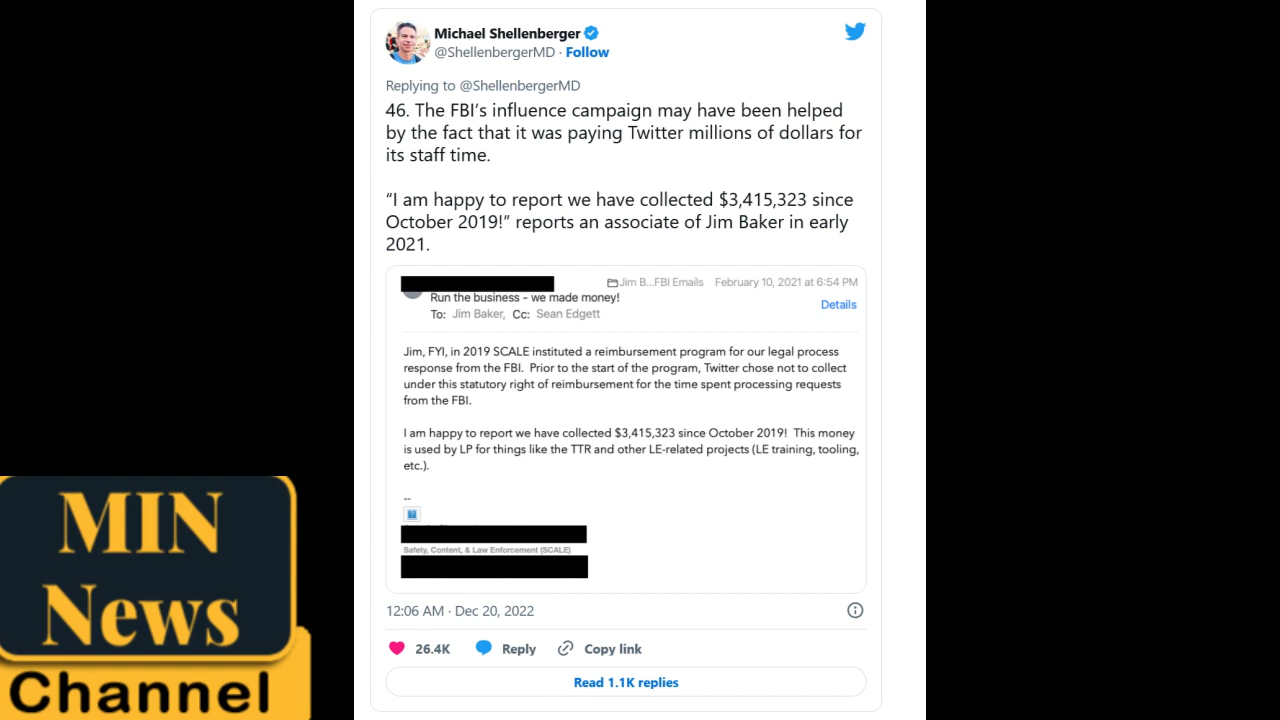 Michael Shellenberger
@ShellenbergerMD · Follow
Replying to @ShellenbergerMD
46. The FBI’s influence campaign may have been helped
by the fact that it was paying Twitter millions of dollars for
its staff time.
“I am happy to report we have collected $3,415,323 since
October 2019!” reports an associate of Jim Baker in early
2021.
Jim B...FBI Emails February 10, 2021 at 6:54 PM
Run the business - we made money!
Details
To: Jim Baker, Cc: Sean Edgett
Jim, FYI, in 2019 SCALE instituted a reimbursement program for our legal process
response from the FBI. Prior to the start of the program, Twitter chose not to collect
under this statutory right of reimbursement for the time spent processing requests
from the FBI.
I am happy to report we have collected $3,415,323 since October 2019! This money
is used by LP for things like the TTR and other LE-related projects (LE training, tooling,
etc.).
--
Safety, Content, & Law Enforcement (SCALE)
12:06 AM · Dec 20, 2022
26.4K Reply Copy link
Read 1.1K replies
MIN
News
Channel